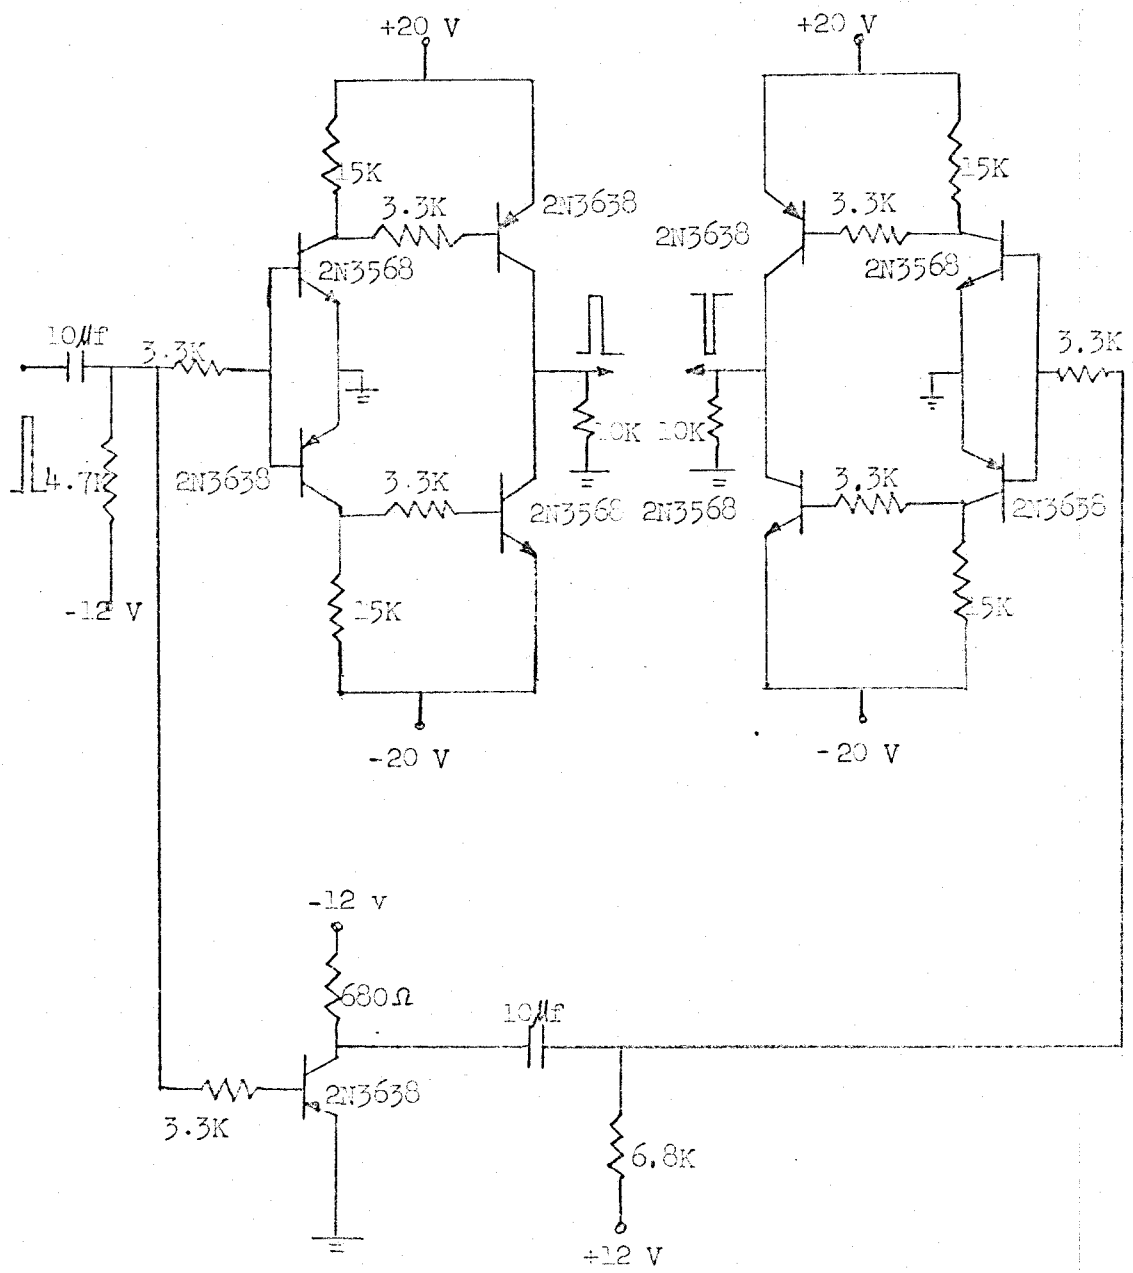 +20 V
+20 V
15K
15K
3.3K
2N3638
3.3K
2N3638
2N3568
2N3568
10μf
3.3K
3.3K
10K
10K
4.7K
2N3638
3.3K
3.3K
2N3568
2N3568
2N3638
-12 V
15K
15K
-20 V
-20 V
-12 v
680Ω
10μf
2N3638
3.3K
6.8K
+12 V